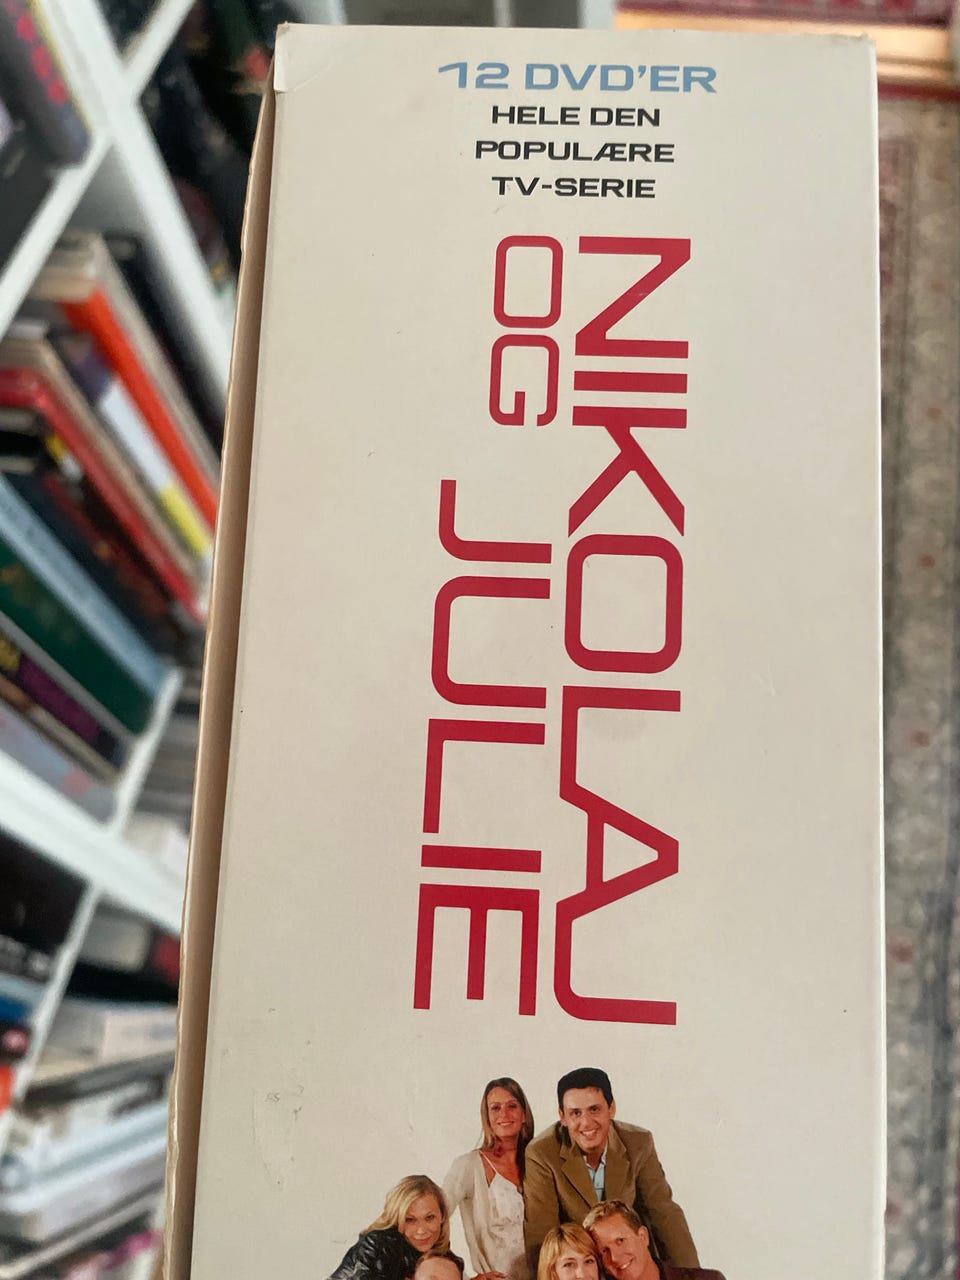 12 DVD'ER
HELE DEN
POPULÆRE
TV-SERIE
NIKOLAJ
OG JULIE